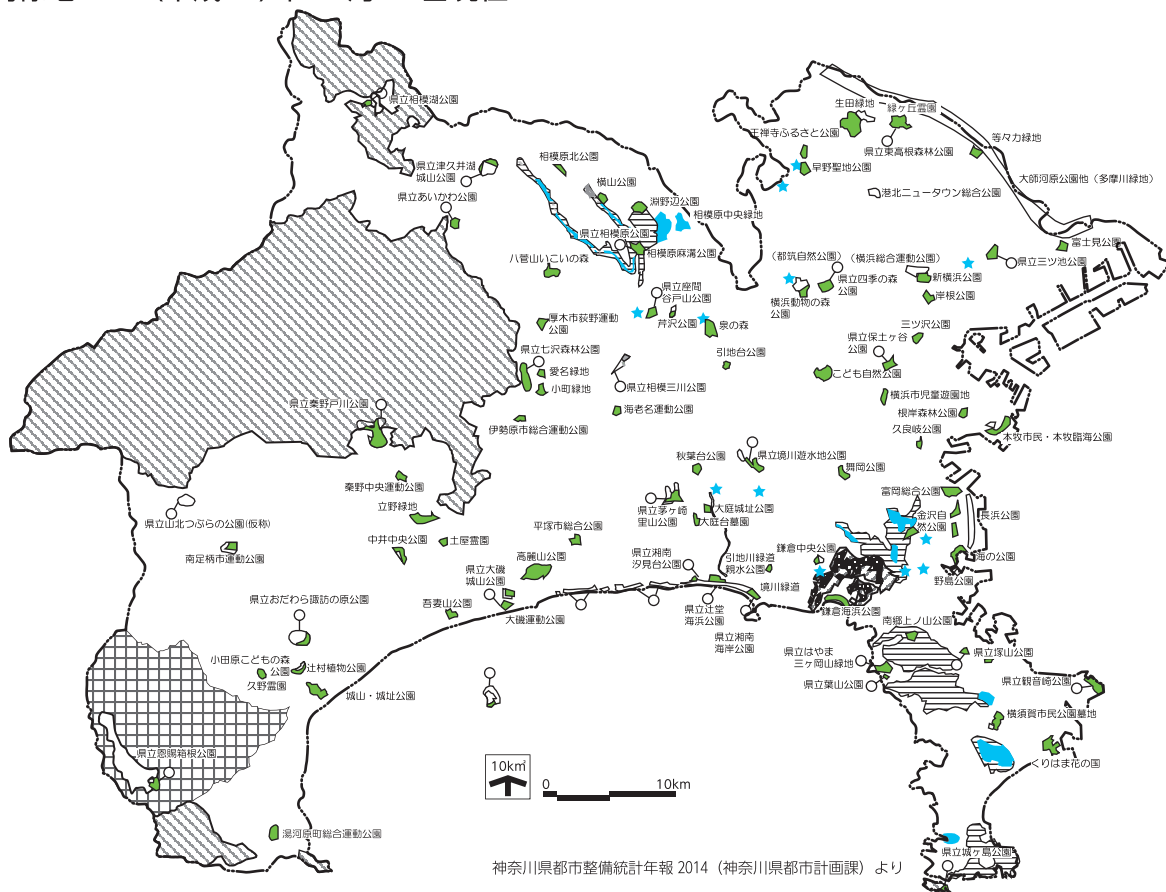 県立相模湖公園
県立津久井湖
城山公園
県立あいかわ公園
相模原北公園
横山公園
淵野辺公園
相模原中央緑地
県立相模原公園
相模原麻溝公園
八菅山いこいの森
県立座間
谷戸山公園
芹沢公園
泉の森
厚木市荻野運動
公園
県立七沢森林公園
愛名緑地
小町緑地
引地台公園
県立相模三川公園
海老名運動公園
伊勢原市総合運動公園
県立秦野戸川公園
生田緑地
緑ヶ丘霊園
王禅寺ふるさと公園
県立東高根森林公園
等々力緑地
早野聖地公園
大師河原公園他（多摩川緑地）
港北ニュータウン総合公園
富士見公園
県立三ツ池公園
（都筑自然公園）
（横浜総合運動公園）
県立四季の森
公園
新横浜公園
横浜動物の森
公園
岸根公園
三ツ沢公園
県立保土ヶ谷
公園
こども自然公園
横浜市児童遊園地
根岸森林公園
久良岐公園
本牧市民・本牧臨海公園
秋葉台公園
県立境川遊水地公園
舞岡公園
秦野中央運動公園
立野緑地
県立山北つぶらの公園(仮称)
中井中央公園
土屋霊園
南足柄市運動公園
平塚市総合公園
高麗山公園
県立茅ヶ崎
里山公園
大庭城址公園
大庭台墓園
富岡総合公園
長浜公園
金沢自
然公園
海の公園
野島公園
鎌倉中央公園
引地川緑道
親水公園
境川緑道
県立湘南
汐見台公園
県立大磯
城山公園
吾妻山公園
大磯運動公園
県立辻堂
海浜公園
県立湘南
海岸公園
鎌倉海浜公園
南郷上ノ山公園
県立おだわら諏訪の原公園
小田原こどもの森
公園
辻村植物公園
久野霊園
城山・城址公園
県立はやま
三ヶ岡山緑地
県立塚山公園
県立葉山公園
県立観音崎公園
横須賀市民公園墓地
くりはま花の国
県立恩賜箱根公園
10k㎡
0
10km
湯河原町総合運動公園
県立城ヶ島公園
神奈川県都市整備統計年報 2014（神奈川県都市計画課）より